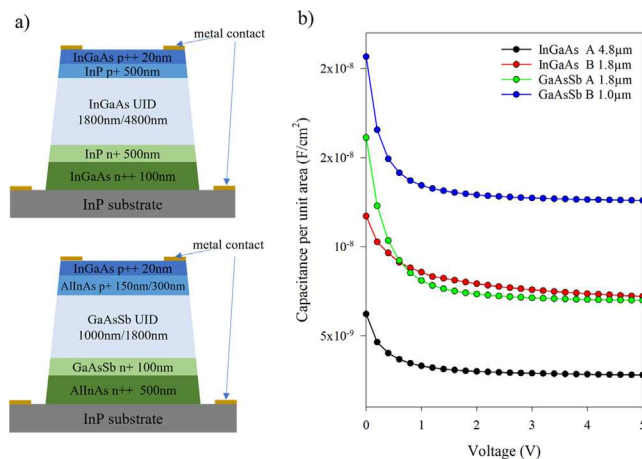 a)
metal contact
InGaAs p++ 20nm
InP p+ 500nm
InGaAs UID
1800nm/4800nm
InP n+ 500nm
InGaAs n++ 100nm
InP substrate
metal contact
InGaAs p++ 20nm
AlInAs p+ 150nm/300nm
GaAsSb UID
1000nm/1800nm
GaAsSb n+ 100nm
AlInAs n++ 500nm
InP substrate
b)
InGaAs A 4.8µm
InGaAs B 1.8µm
GaAsSb A 1.8µm
GaAsSb B 1.0µm
Capacitance per unit area (F/cm²)
2x10-8
2x10-8
1x10-8
5x10-9
0 1 2 3 4 5
Voltage (V)